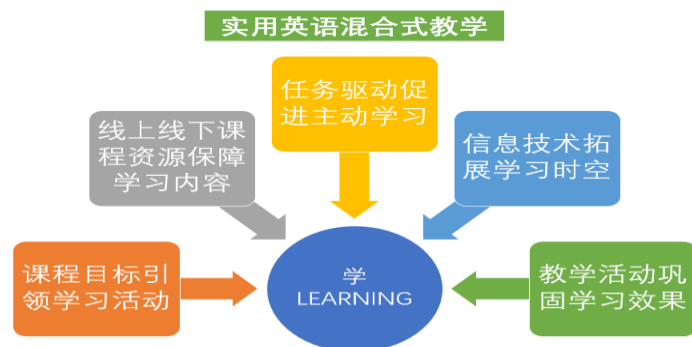 实用英语混合式教学
任务驱动促
进主动学习
线上线下课
程资源保障
学习内容
信息技术拓
展学习时空
课程目标引
领学习活动
学
LEARNING
教学活动巩
固学习效果